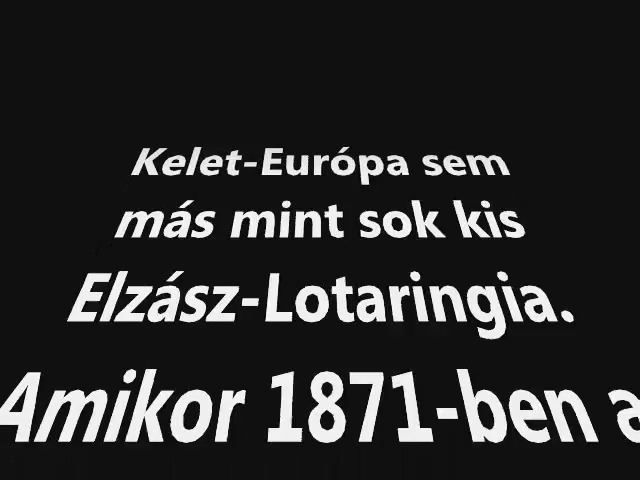 Kelet-Európa sem
más mint sok kis
Elzász-Lotaringia.
Amikor 1871-ben a